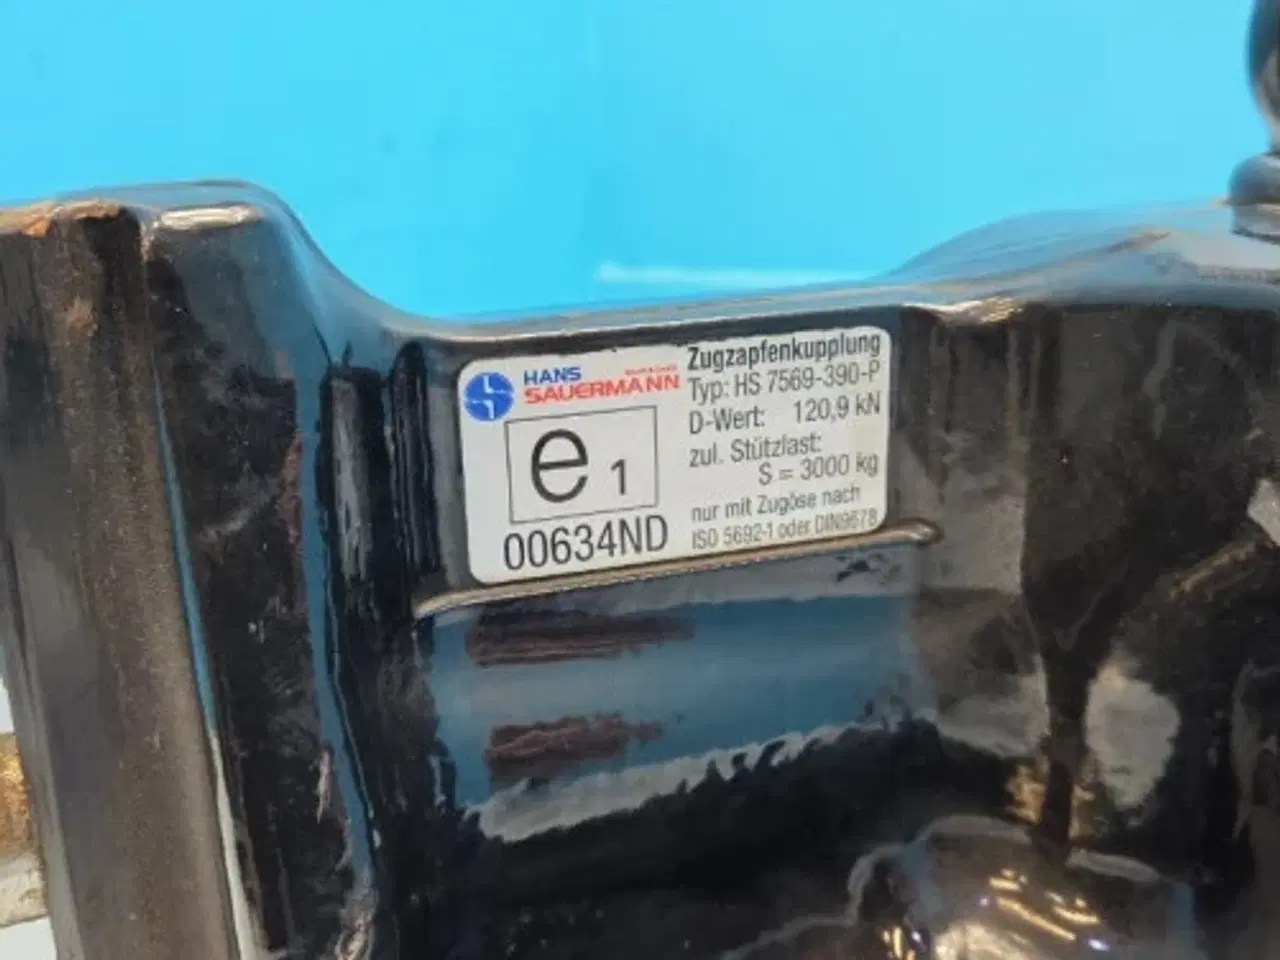 HANS
SAUERMANN
e 1
00634ND
Zugzapfenkupplung
Typ: HS 7569-390-P
D-Wert: 120,9 kN
zul. Stützlast:
S = 3000 kg
nur mit Zugöse nach
ISO 5692-1 oder DIN9678